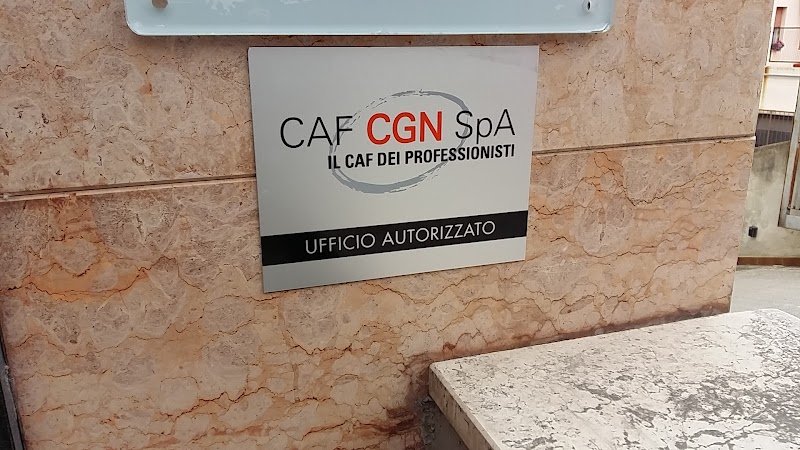 CAF CGN SpA
IL CAF DEI PROFESSIONISTI
UFFICIO AUTORIZZATO